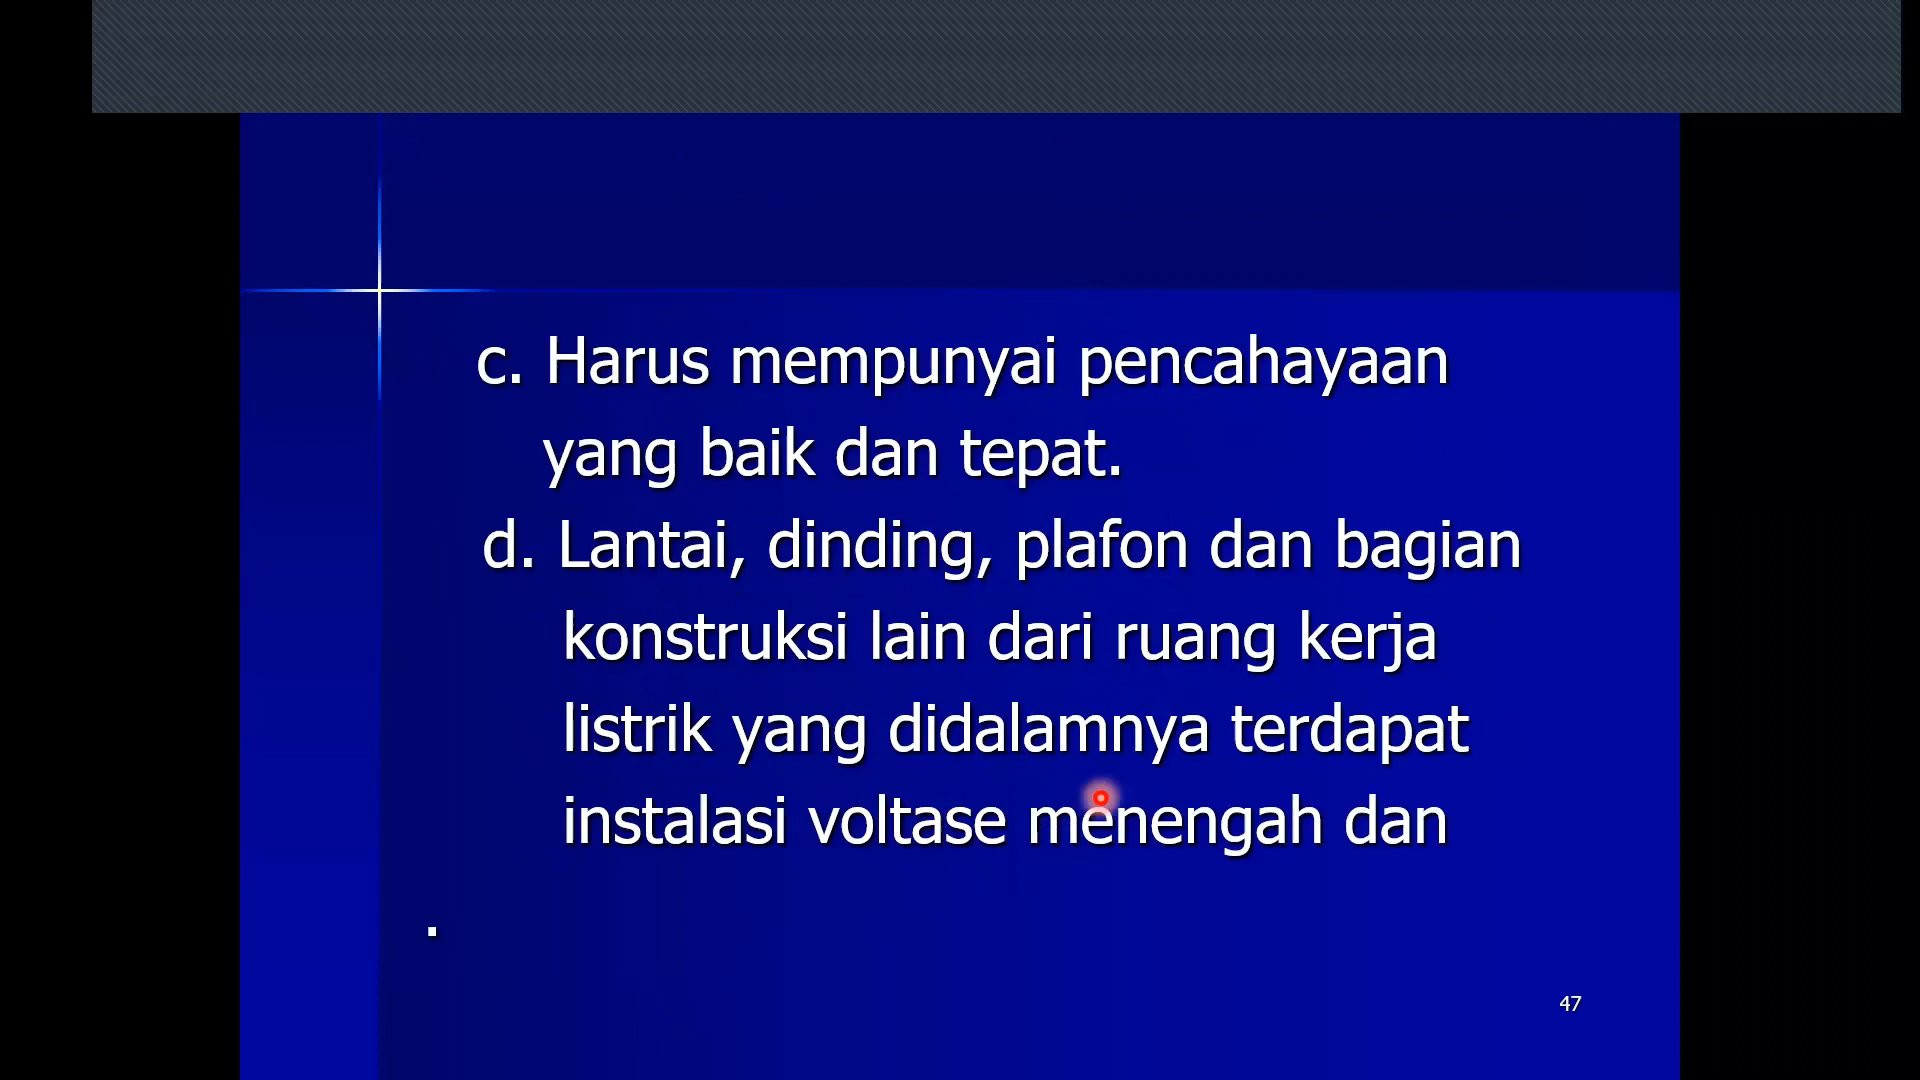 c. Harus mempunyai pencahayaan
yang baik dan tepat.
d. Lantai, dinding, plafon dan bagian
konstruksi lain dari ruang kerja
listrik yang didalamnya terdapat
instalasi voltase menengah dan
.
47